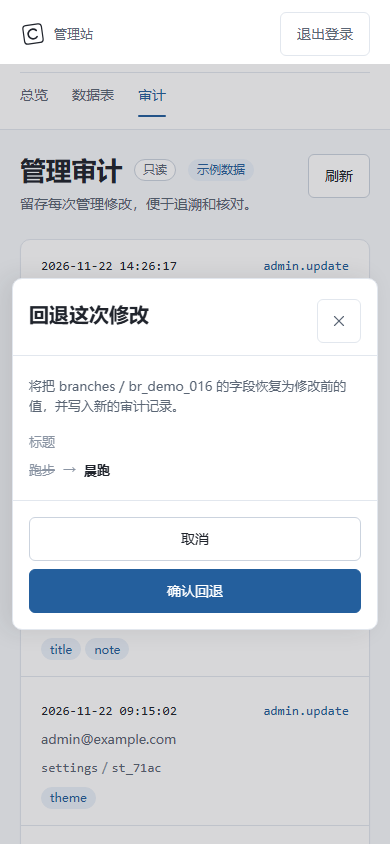 管理站
退出登录
总览 数据表 审计
管理审计 只读 示例数据 刷新
留存每次管理修改，便于追溯和核对。
2026-11-22 14:26:17 admin.update
回退这次修改
将把 branches / br_demo_016 的字段恢复为修改前的
值，并写入新的审计记录。
标题
跑步 → 晨跑
取消
确认回退
title note
2026-11-22 09:15:02 admin.update
admin@example.com
settings / st_71ac
theme